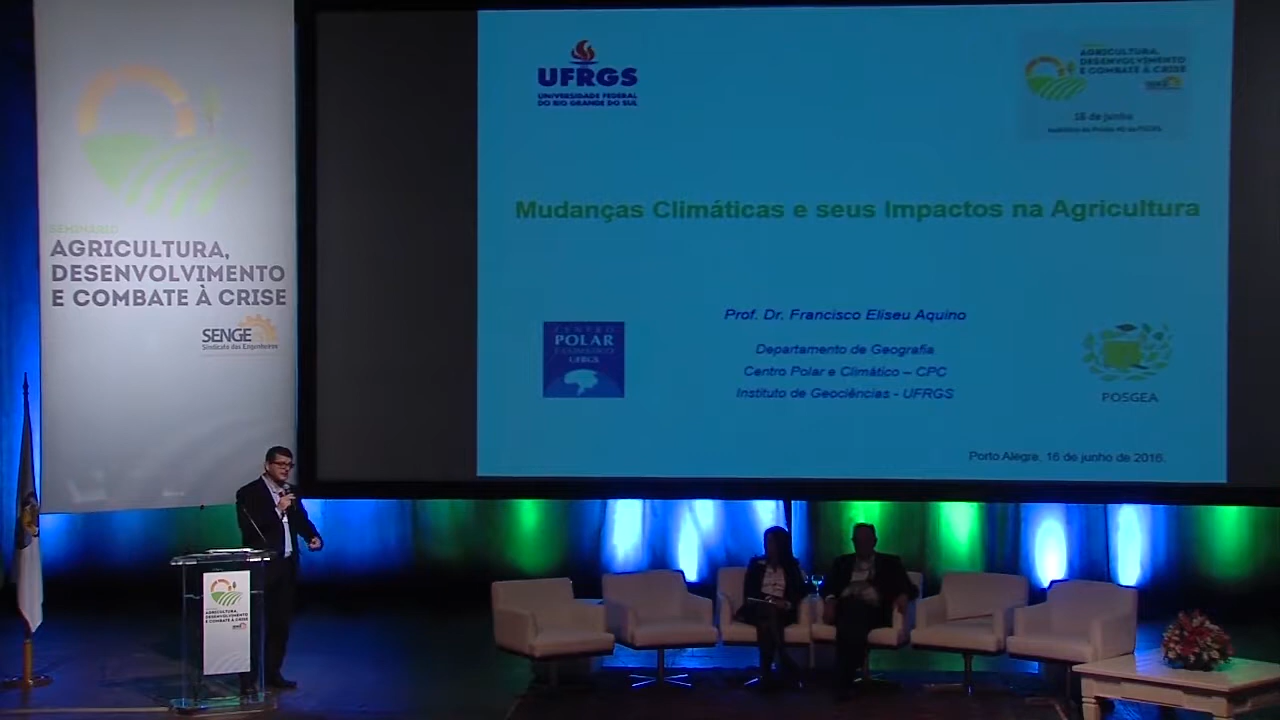 SEMINÁRIO
AGRICULTURA,
DESENVOLVIMENTO
E COMBATE À CRISE
SENGE
Sindicato dos Engenheiros
UFRGS
UNIVERSIDADE FEDERAL
DO RIO GRANDE DO SUL
AGRICULTURA,
DESENVOLVIMENTO
E COMBATE À CRISE
16 de junho
Mudanças Climáticas e seus Impactos na Agricultura
Prof. Dr. Francisco Eliseu Aquino
Departamento de Geografia
Centro Polar e Climático – CPC
Instituto de Geociências - UFRGS
CENTRO
POLAR
UFRGS
POSGEA
Porto Alegre, 16 de junho de 2016.
AGRICULTURA,
DESENVOLVIMENTO
E COMBATE À CRISE